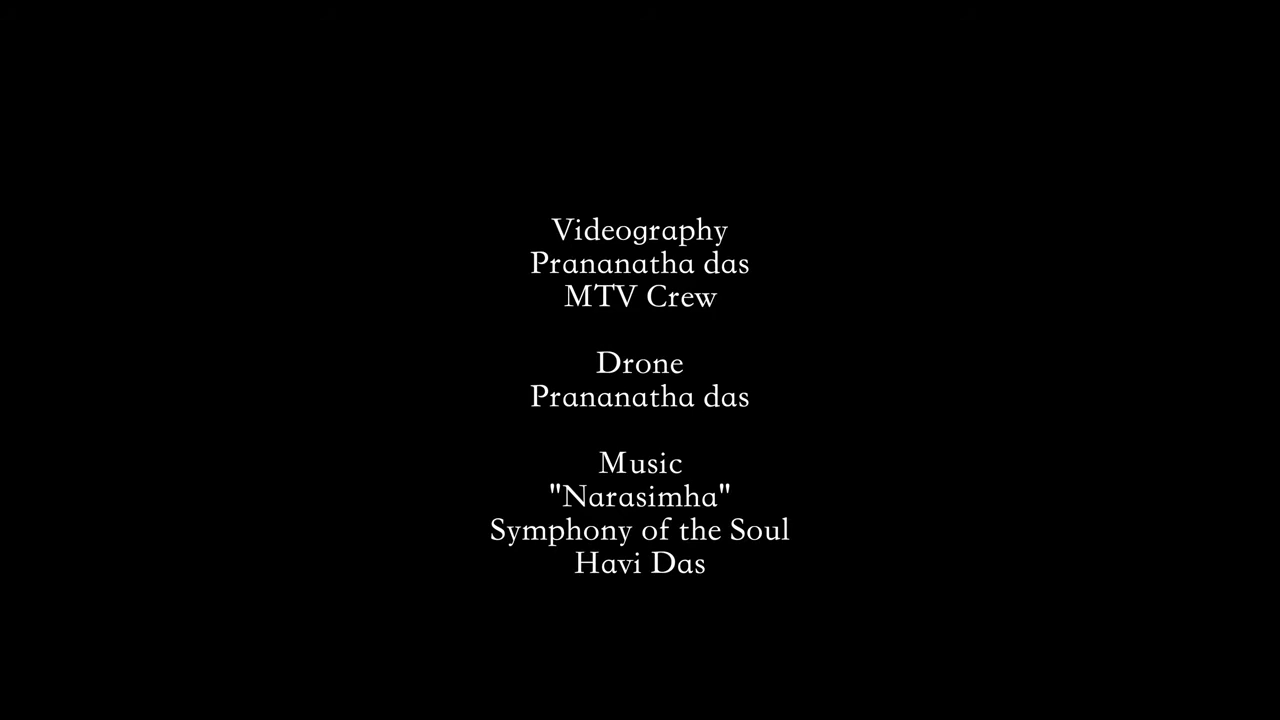 Videography
Prananatha das
MTV Crew
Drone
Prananatha das
Music
"Narasimha"
Symphony of the Soul
Havi Das